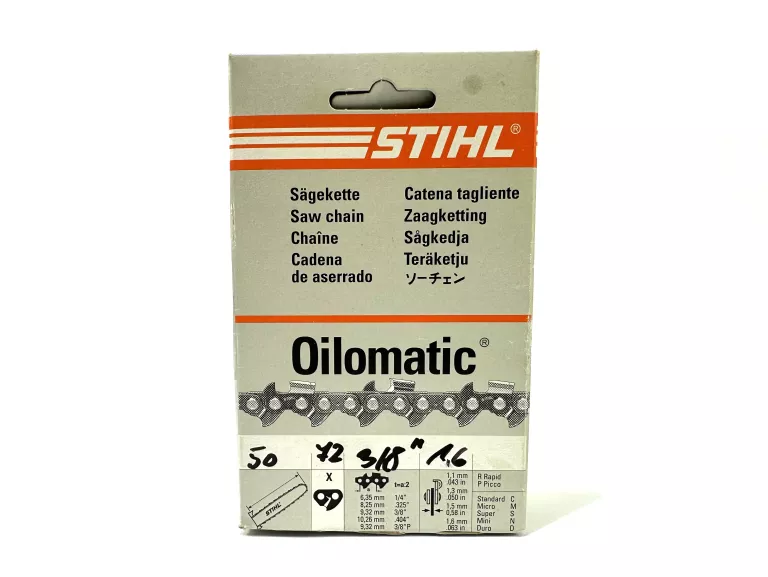 STIHL®
Sägekette
Saw chain
Chaîne
Cadena
de aserrado
Catena tagliente
Zaagketting
Sågkedja
Teräketju
ソーチェン
Oilomatic®
50 72 3/8" 1,6
STIHL
X
t=a:2
6,35 mm 1/4"
8,25 mm .325"
9,32 mm 3/8"
10,26 mm .404"
9,32 mm 3/8"P
1,1 mm
.043 in
1,3 mm
.050 in
1,5 mm
0,58 in
1,6 mm
.063 in
R Rapid
P Picco
Standard C
Micro M
Super S
Mini N
Duro D